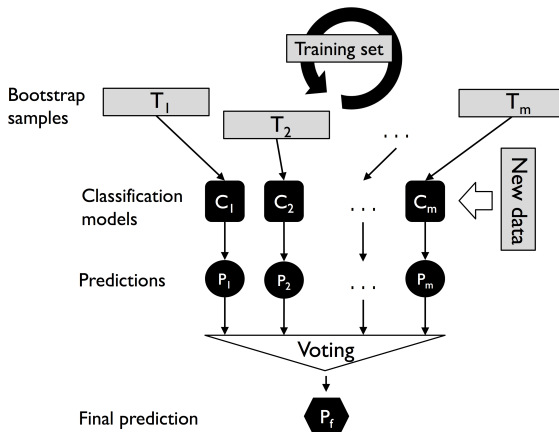 Training set
Bootstrap
samples
T1
T2
Tm
. . .
New data
Classification
models
C1
C2
. . .
Cm
Predictions
P1
P2
. . .
Pm
Voting
Final prediction
Pf